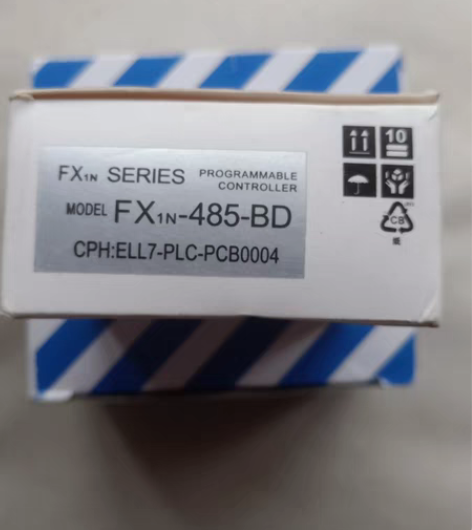 FX1N SERIES PROGRAMMABLE
CONTROLLER
MODEL FX1N-485-BD
CPH:ELL7-PLC-PCB0004
10
CB